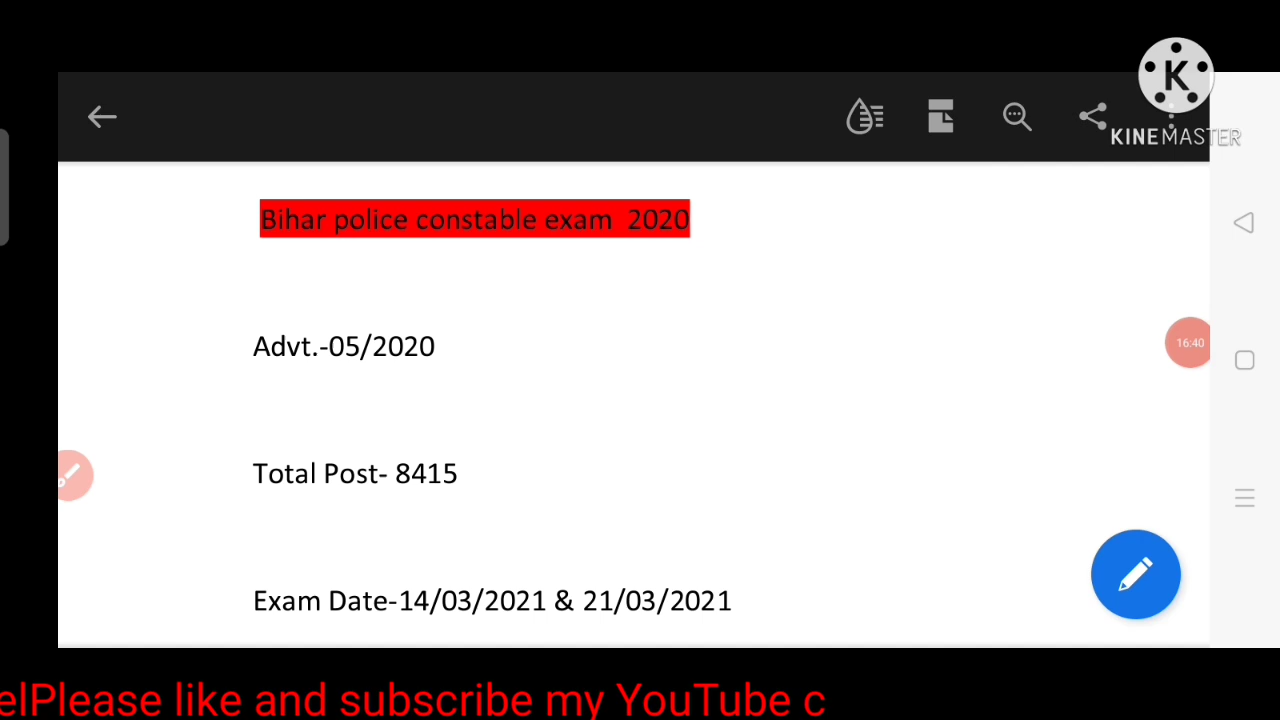 K
KINEMASTER
Bihar police constable exam 2020
Advt.-05/2020
16:40
Total Post- 8415
Exam Date-14/03/2021 & 21/03/2021
elPlease like and subscribe my YouTube c